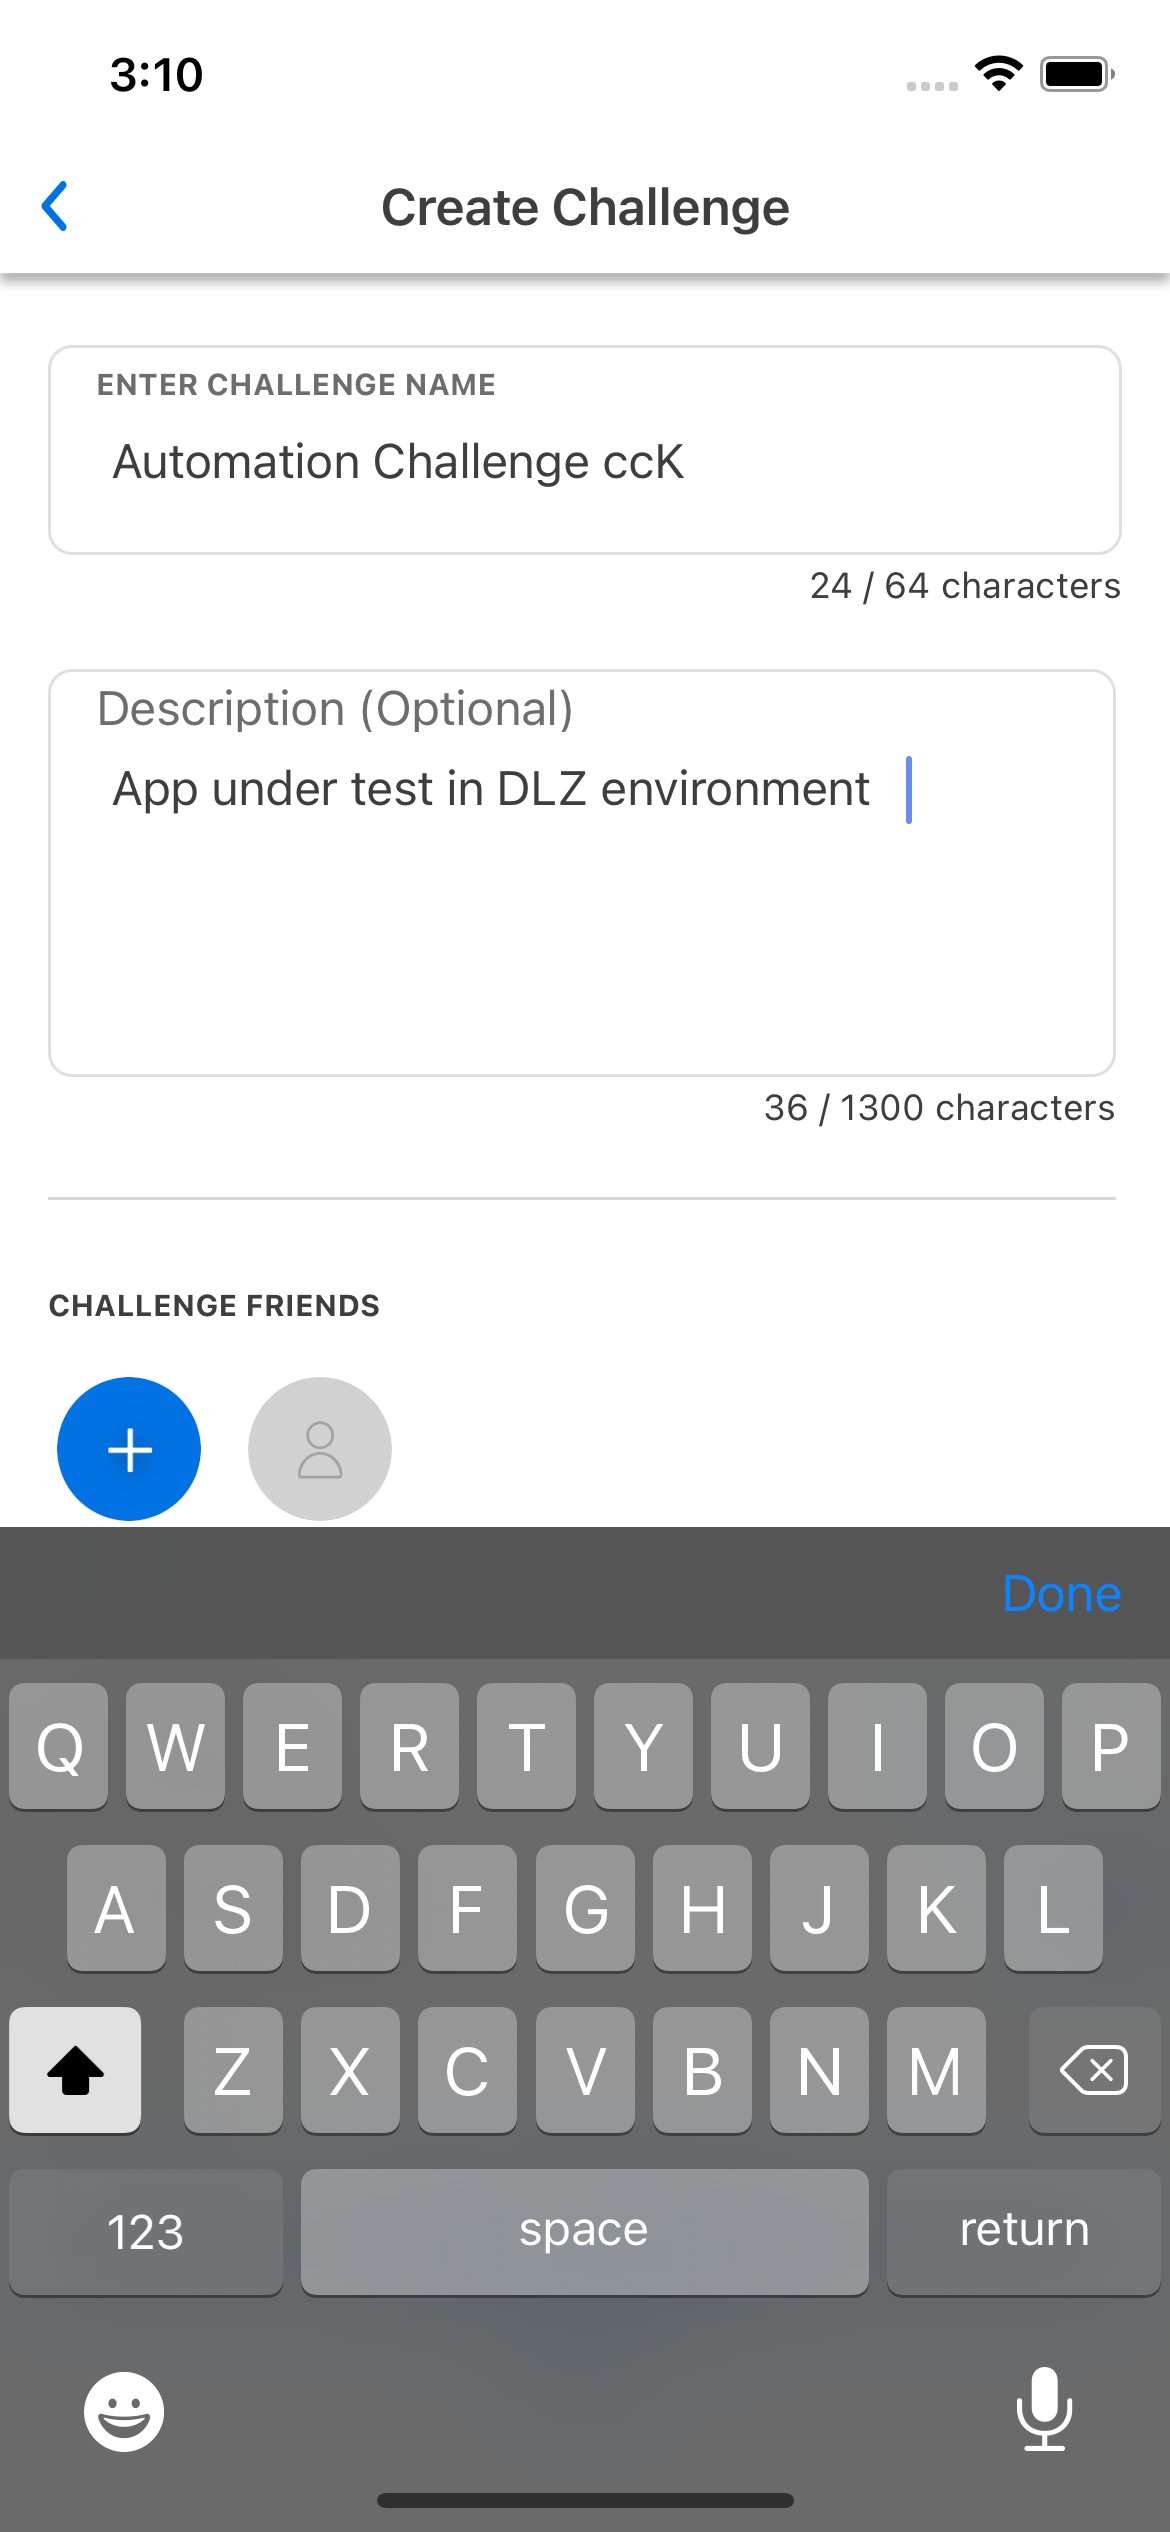 3:10
Create Challenge
ENTER CHALLENGE NAME
Automation Challenge ccK
24 / 64 characters
Description (Optional)
App under test in DLZ environment
36 / 1300 characters
CHALLENGE FRIENDS
Done
Q W E R T Y U I O P
A S D F G H J K L
Z X C V B N M
123 space return